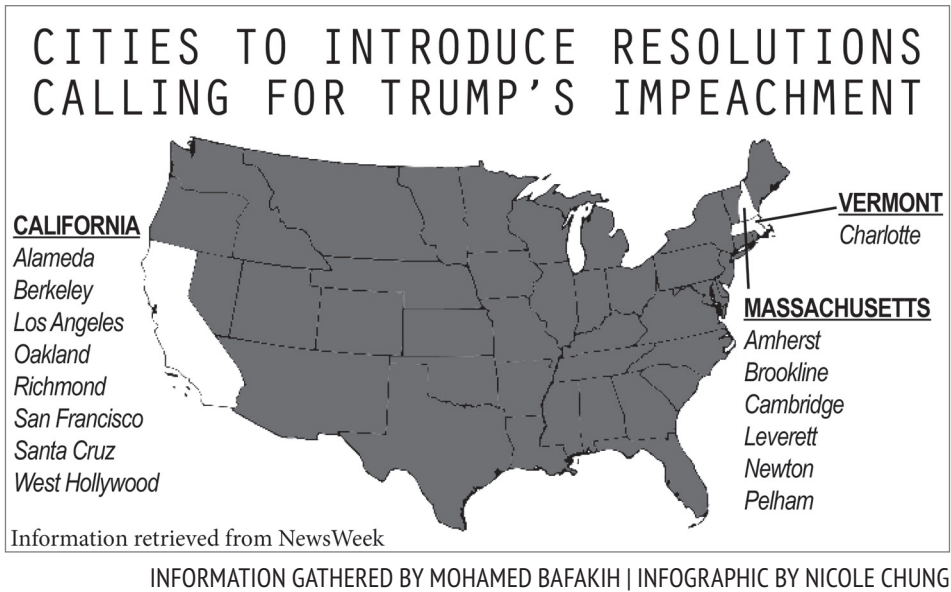 CITIES TO INTRODUCE RESOLUTIONS
CALLING FOR TRUMP'S IMPEACHMENT
CALIFORNIA
Alameda
Berkeley
Los Angeles
Oakland
Richmond
San Francisco
Santa Cruz
West Hollywood
VERMONT
Charlotte
MASSACHUSETTS
Amherst
Brookline
Cambridge
Leverett
Newton
Pelham
Information retrieved from NewsWeek
INFORMATION GATHERED BY MOHAMED BAFAKIH | INFOGRAPHIC BY NICOLE CHUNG